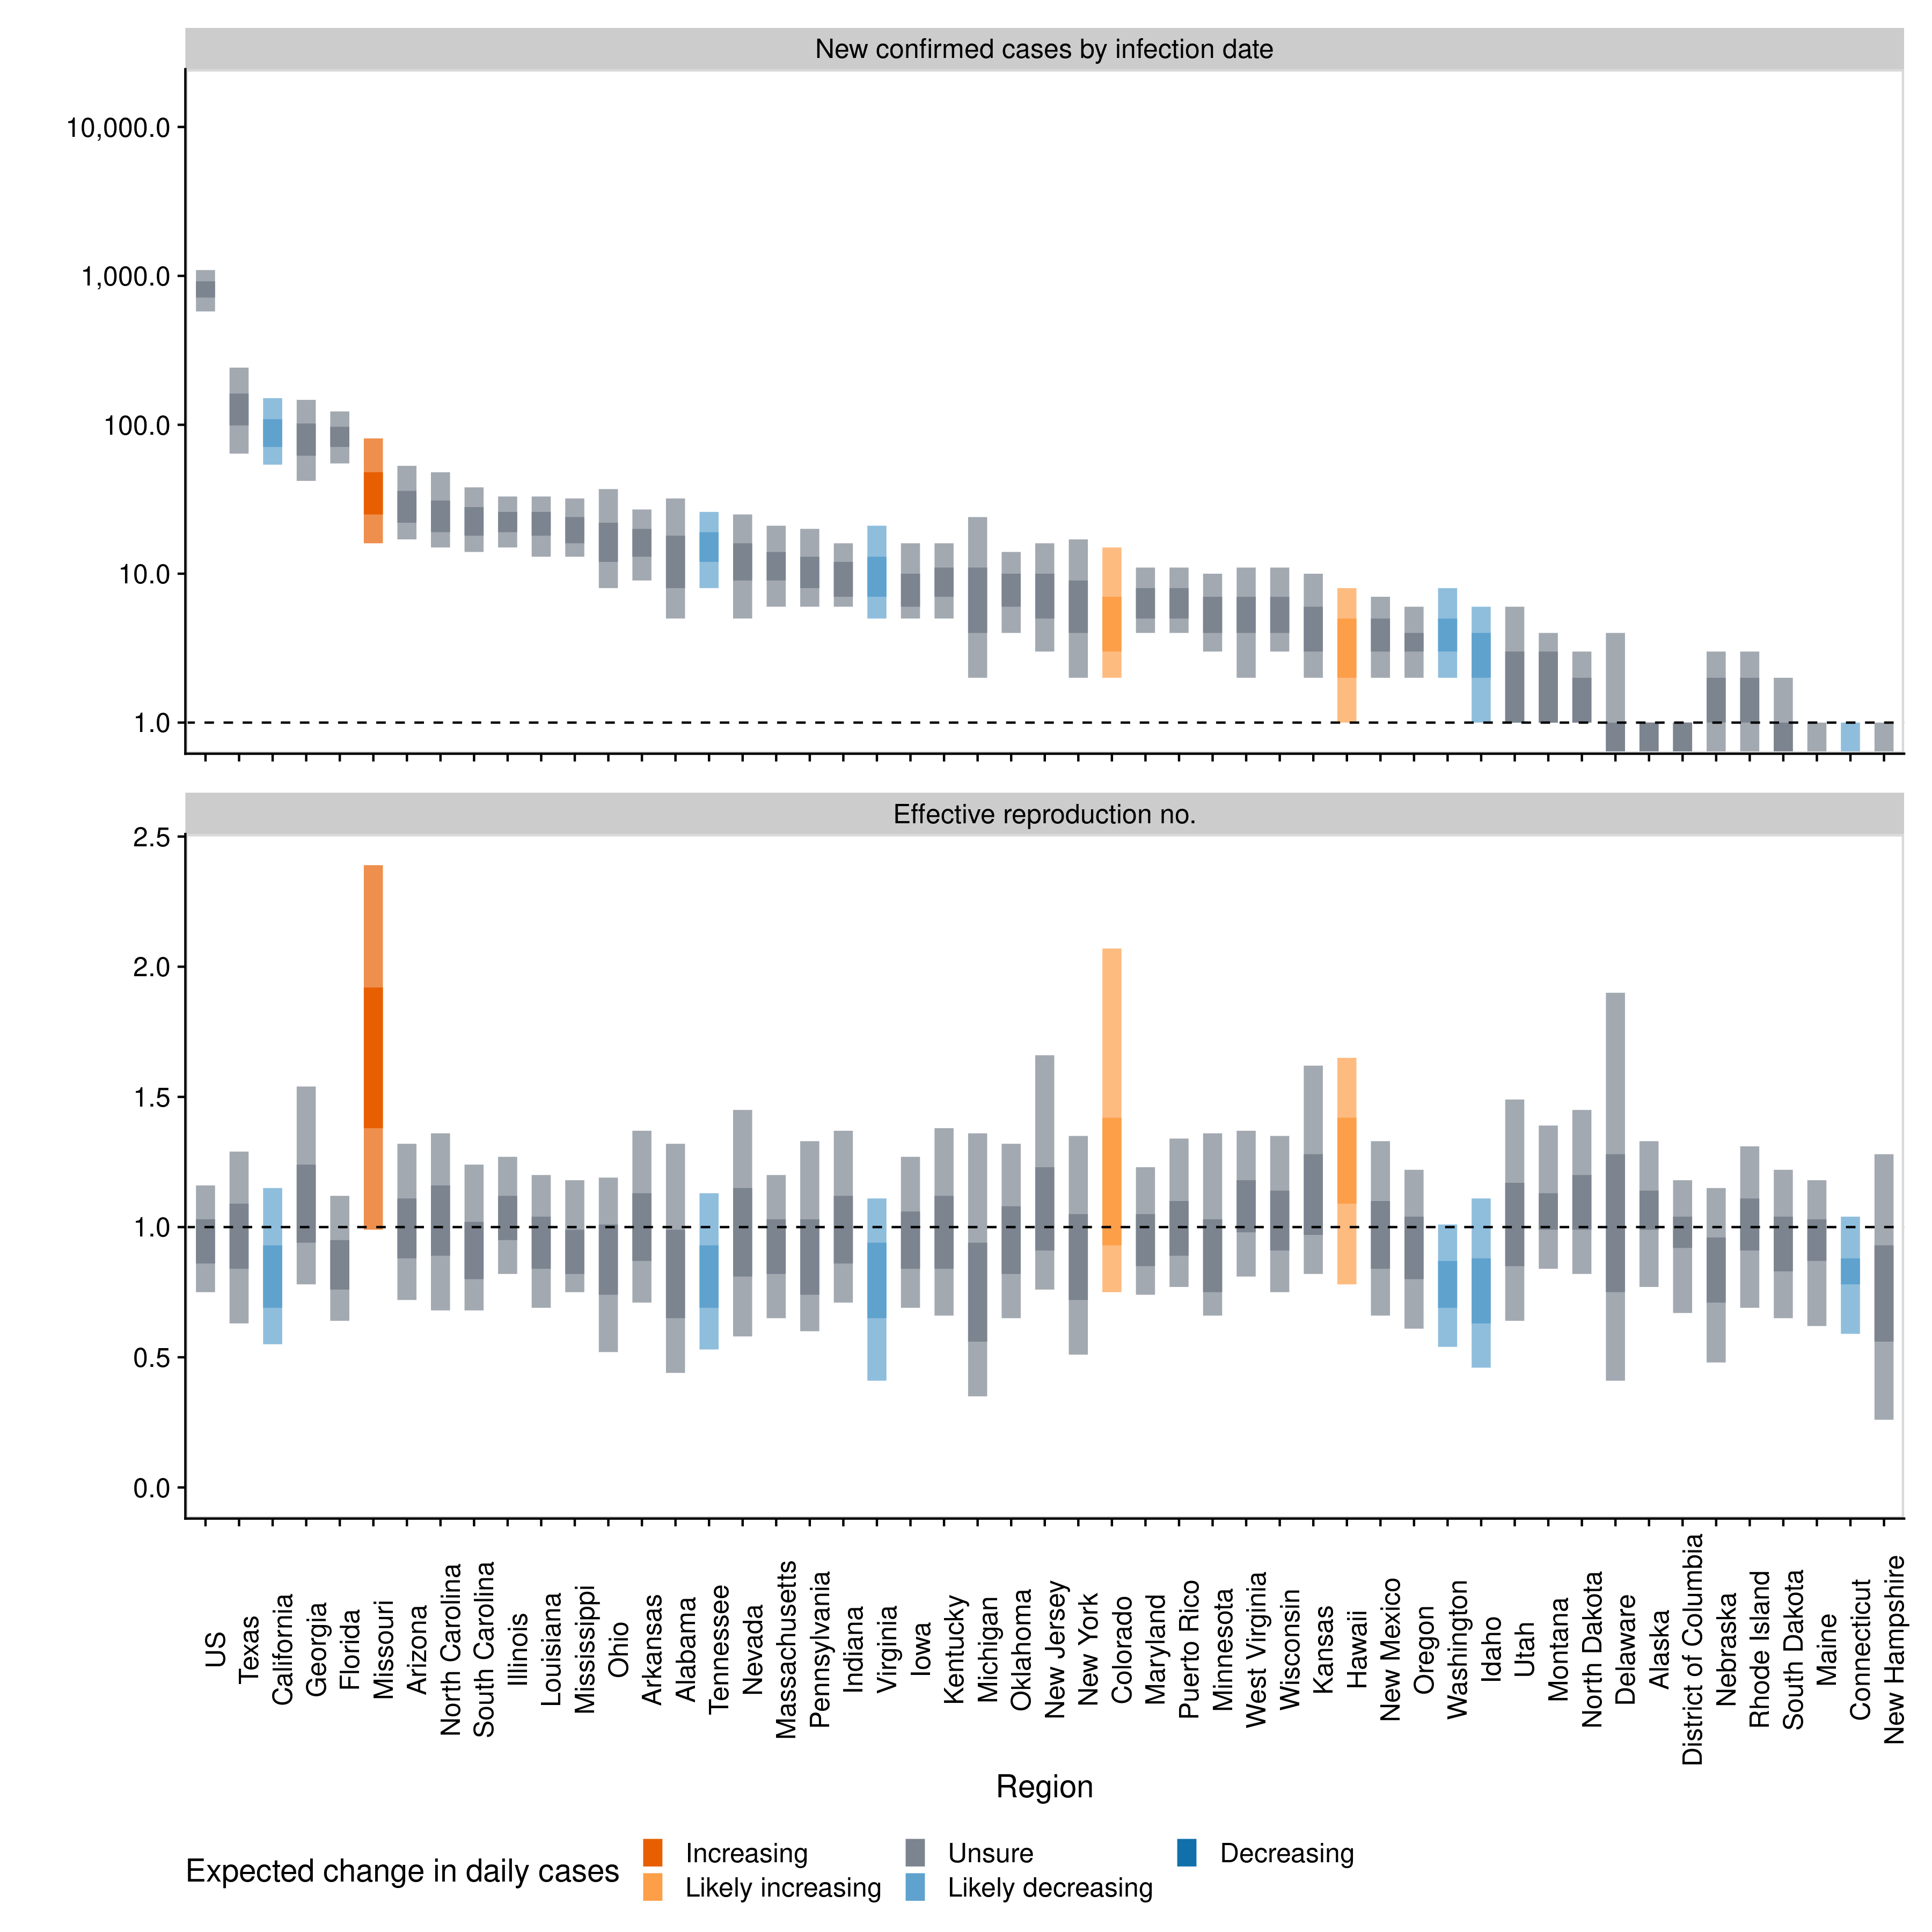 New confirmed cases by infection date
10,000.0
1,000.0
100.0
10.0
1.0
Effective reproduction no.
2.5
2.0
1.5
1.0
0.5
0.0
US
Texas
California
Georgia
Florida
Missouri
Arizona
North Carolina
South Carolina
Illinois
Louisiana
Mississippi
Ohio
Arkansas
Alabama
Tennessee
Nevada
Massachusetts
Pennsylvania
Indiana
Virginia
Iowa
Kentucky
Michigan
Oklahoma
New Jersey
New York
Colorado
Maryland
Puerto Rico
Minnesota
West Virginia
Wisconsin
Kansas
Hawaii
New Mexico
Oregon
Washington
Idaho
Utah
Montana
North Dakota
Delaware
Alaska
District of Columbia
Nebraska
Rhode Island
South Dakota
Maine
Connecticut
New Hampshire
Region
Expected change in daily cases
Increasing
Likely increasing
Unsure
Likely decreasing
Decreasing